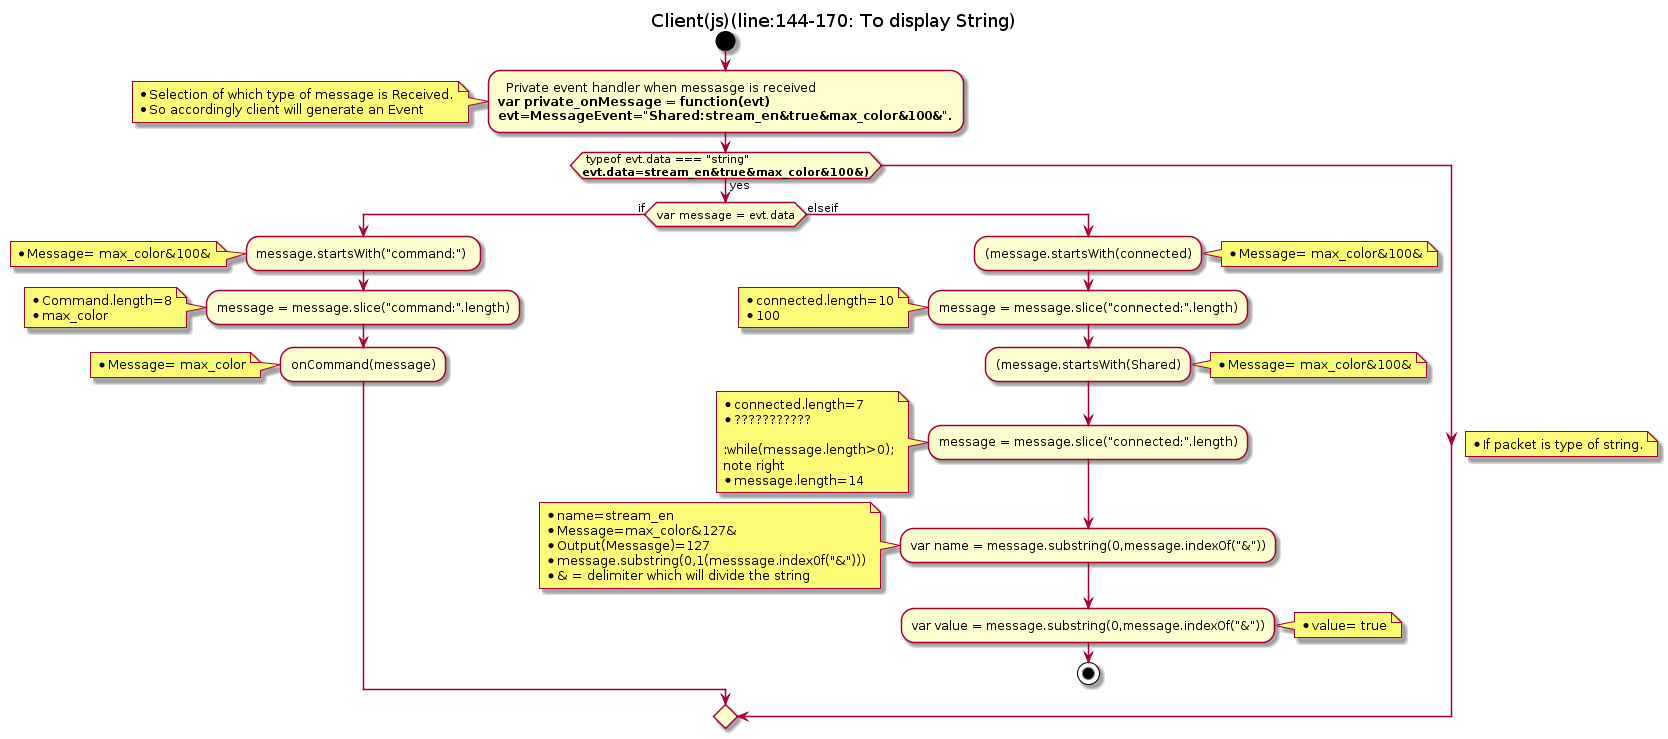 Client(js)(line:144-170: To display String)
•Selection of which type of message is Received.
•So accordingly client will generate an Event
Private event handler when messasge is received
var private_onMessage = function(evt)
evt=MessageEvent="Shared:stream_en&true&max_color&100&".
typeof evt.data === "string"
evt.data=stream_en&true&max_color&100&)
yes
if
var message = evt.data
elseif
•Message= max_color&100&
message.startsWith("command:")
(message.startsWith(connected)
•Message= max_color&100&
•Command.length=8
•max_color
message = message.slice("command:".length)
•connected.length=10
•100
message = message.slice("connected:".length)
•Message= max_color
onCommand(message)
(message.startsWith(Shared)
•Message= max_color&100&
•connected.length=7
•???????????
:while(message.length>0);
note right
•message.length=14
message = message.slice("connected:".length)
•If packet is type of string.
•name=stream_en
•Message=max_color&127&
•Output(Messasge)=127
•message.substring(0,1(messsage.index0f("&")))
•& = delimiter which will divide the string
var name = message.substring(0,message.index0f("&"))
var value = message.substring(0,message.index0f("&"))
•value= true